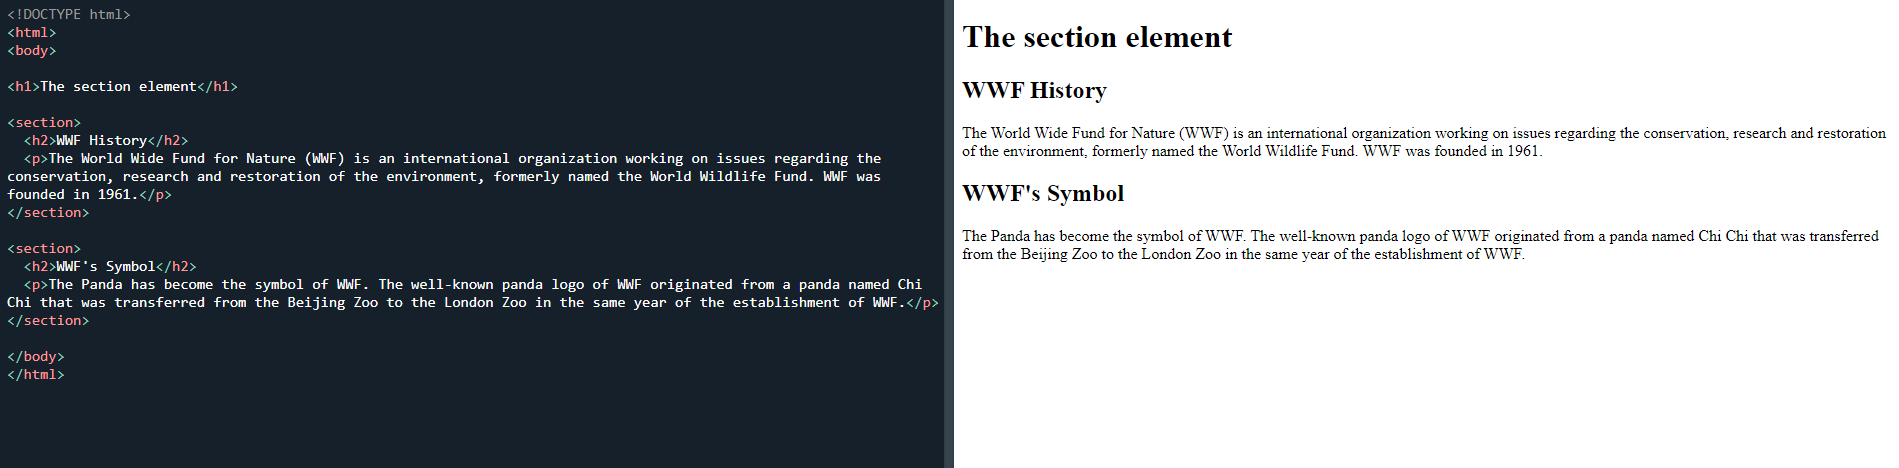 <!DOCTYPE html>
<html>
<body>
<h1>The section element</h1>
<section>
<h2>WWF History</h2>
<p>The World Wide Fund for Nature (WWF) is an international organization working on issues regarding the
conservation, research and restoration of the environment, formerly named the World Wildlife Fund. WWF was
founded in 1961.</p>
</section>
<section>
<h2>WWF's Symbol</h2>
<p>The Panda has become the symbol of WWF. The well-known panda logo of WWF originated from a panda named Chi
Chi that was transferred from the Beijing Zoo to the London Zoo in the same year of the establishment of WWF.</p>
</section>
</body>
</html>
The section element
WWF History
The World Wide Fund for Nature (WWF) is an international organization working on issues regarding the conservation, research and restoration
of the environment, formerly named the World Wildlife Fund. WWF was founded in 1961.
WWF's Symbol
The Panda has become the symbol of WWF. The well-known panda logo of WWF originated from a panda named Chi Chi that was transferred
from the Beijing Zoo to the London Zoo in the same year of the establishment of WWF.